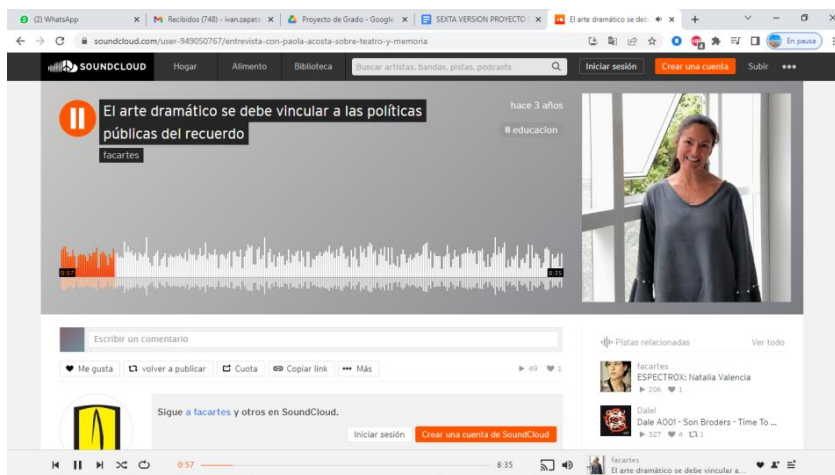 (2) WhatsApp
Recibidos (748) - ivan.zapata
Proyecto de Grado - Google
SEXTA VERSION PROYECTO
El arte dramático se deb
soundcloud.com/user-949050767/entrevista-con-paola-acosta-sobre-teatro-y-memoria
En pausa
SOUNDCLOUD
Hogar
Alimento
Biblioteca
Buscar artistas, bandas, pistas, podcasts
Iniciar sesión
Crear una cuenta
Subir
El arte dramático se debe vincular a las políticas
públicas del recuerdo
facartes
hace 3 años
# educacion
0:57
8:35
Escribir un comentario
Me gusta
volver a publicar
Cuota
Copiar link
Más
49
1
Sigue a facartes y otros en SoundCloud.
Iniciar sesión
Crear una cuenta de SoundCloud
Pistas relacionadas
Ver todo
facartes
ESPECTROX: Natalia Valencia
206
1
Dalel
Dale A001 - Son Broders - Time To ...
327
4
1
0:57
8:35
facartes
El arte dramático se debe vincular a...